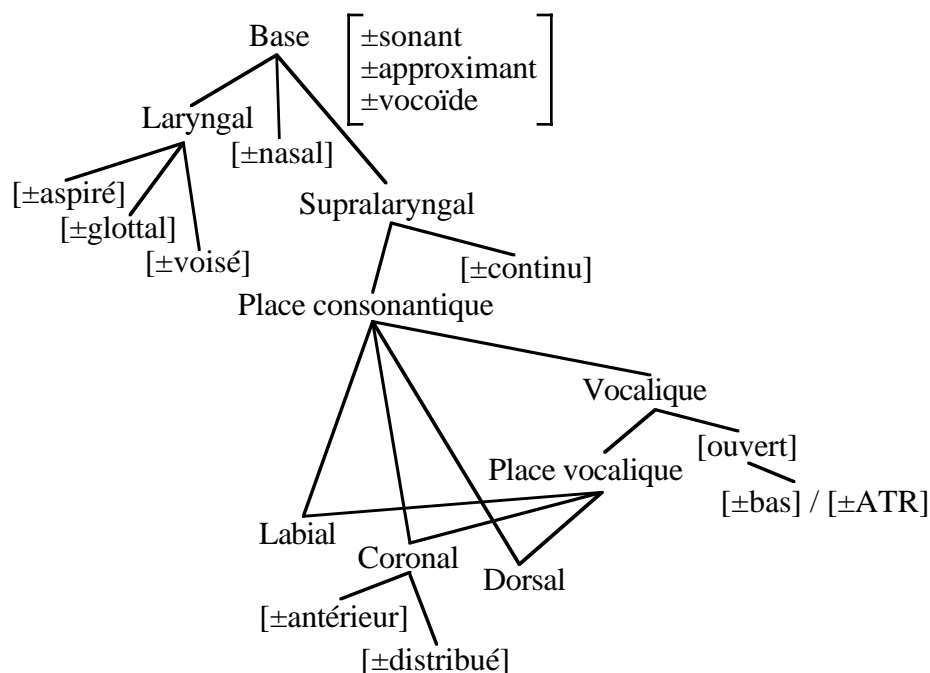 Base
±sonant
±approximant
±vocoïde
Laryngal
[±nasal]
[±aspiré]
[±glottal]
[±voisé]
Supralaryngal
[±continu]
Place consonantique
Vocalique
[ouvert]
Place vocalique
[±bas] / [±ATR]
Labial
Coronal
Dorsal
[±antérieur]
[±distribué]